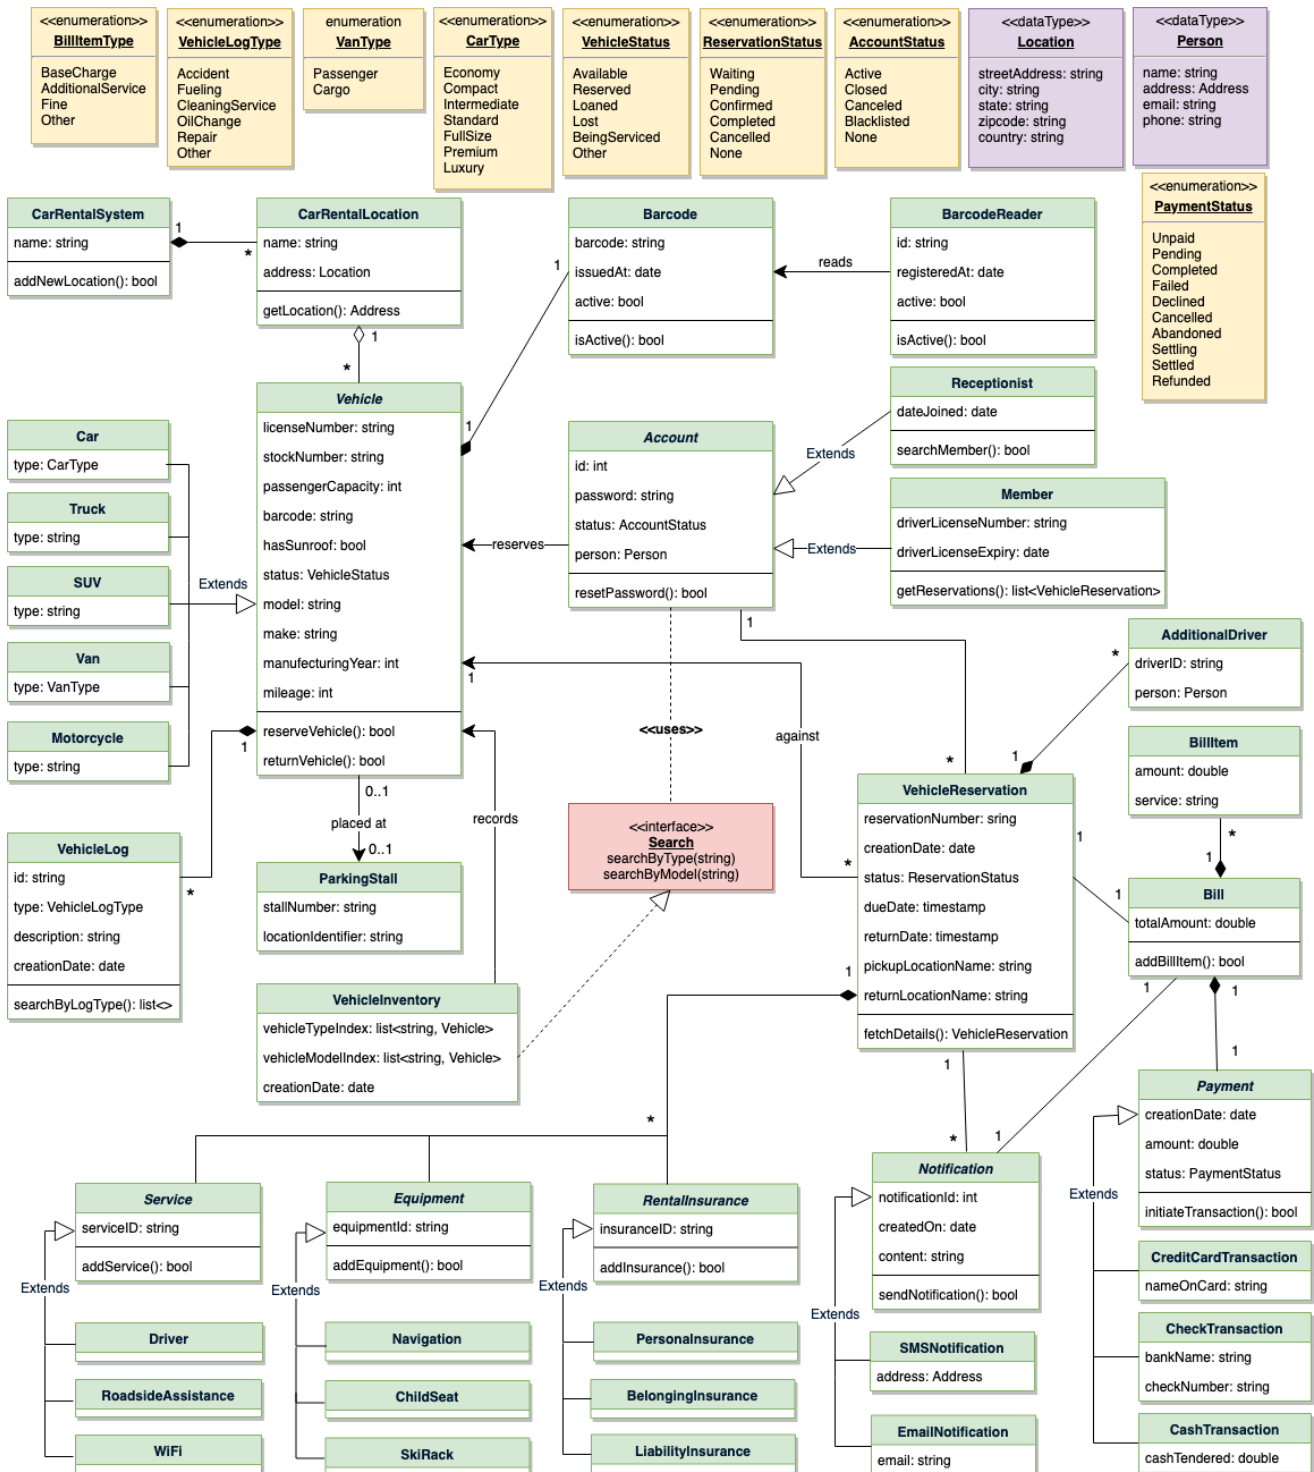 <<enumeration>>
BillItemType
BaseCharge
AdditionalService
Fine
Other
<<enumeration>>
VehicleLogType
Accident
Fueling
CleaningService
OilChange
Repair
Other
enumeration
VanType
Passenger
Cargo
<<enumeration>>
CarType
Economy
Compact
Intermediate
Standard
FullSize
Premium
Luxury
<<enumeration>>
VehicleStatus
Available
Reserved
Loaned
Lost
BeingServiced
Other
<<enumeration>>
ReservationStatus
Waiting
Pending
Confirmed
Completed
Cancelled
None
<<enumeration>>
AccountStatus
Active
Closed
Canceled
Blacklisted
None
<<dataType>>
Location
streetAddress: string
city: string
state: string
zipcode: string
country: string
<<dataType>>
Person
name: string
address: Address
email: string
phone: string
<<enumeration>>
PaymentStatus
Unpaid
Pending
Completed
Failed
Declined
Cancelled
Abandoned
Settling
Settled
Refunded
CarRentalSystem
name: string
addNewLocation(): bool
1
*
CarRentalLocation
name: string
address: Location
getLocation(): Address
1
*
Barcode
barcode: string
issuedAt: date
active: bool
isActive(): bool
1
1
reads
BarcodeReader
id: string
registeredAt: date
active: bool
isActive(): bool
Vehicle
licenseNumber: string
stockNumber: string
passengerCapacity: int
barcode: string
hasSunroof: bool
status: VehicleStatus
model: string
make: string
manufacturingYear: int
mileage: int
reserveVehicle(): bool
returnVehicle(): bool
Car
type: CarType
Truck
type: string
SUV
type: string
Van
type: VanType
Motorcycle
type: string
Extends
Account
id: int
password: string
status: AccountStatus
person: Person
resetPassword(): bool
reserves
Receptionist
dateJoined: date
searchMember(): bool
Extends
Member
driverLicenseNumber: string
driverLicenseExpiry: date
getReservations(): list<VehicleReservation>
Extends
1
*
1
against
*
<<uses>>
AdditionalDriver
driverID: string
person: Person
*
1
BillItem
amount: double
service: string
*
1
VehicleLog
id: string
type: VehicleLogType
description: string
creationDate: date
searchByLogType(): list<>
1
*
0..1
placed at
0..1
ParkingStall
stallNumber: string
locationIdentifier: string
records
<<interface>>
Search
searchByType(string)
searchByModel(string)
VehicleReservation
reservationNumber: sring
creationDate: date
status: ReservationStatus
dueDate: timestamp
returnDate: timestamp
pickupLocationName: string
returnLocationName: string
fetchDetails(): VehicleReservation
1
1
Bill
totalAmount: double
addBillItem(): bool
VehicleInventory
vehicleTypeIndex: list<string, Vehicle>
vehicleModelIndex: list<string, Vehicle>
creationDate: date
1
*
1
*
1
1
1
1
Payment
creationDate: date
amount: double
status: PaymentStatus
initiateTransaction(): bool
Extends
CreditCardTransaction
nameOnCard: string
CheckTransaction
bankName: string
checkNumber: string
CashTransaction
cashTendered: double
Service
serviceID: string
addService(): bool
Extends
Driver
RoadsideAssistance
WiFi
Equipment
equipmentId: string
addEquipment(): bool
Extends
Navigation
ChildSeat
SkiRack
RentalInsurance
insuranceID: string
addInsurance(): bool
Extends
PersonaInsurance
BelongingInsurance
LiabilityInsurance
Notification
notificationId: int
createdOn: date
content: string
sendNotification(): bool
Extends
SMSNotification
address: Address
EmailNotification
email: string